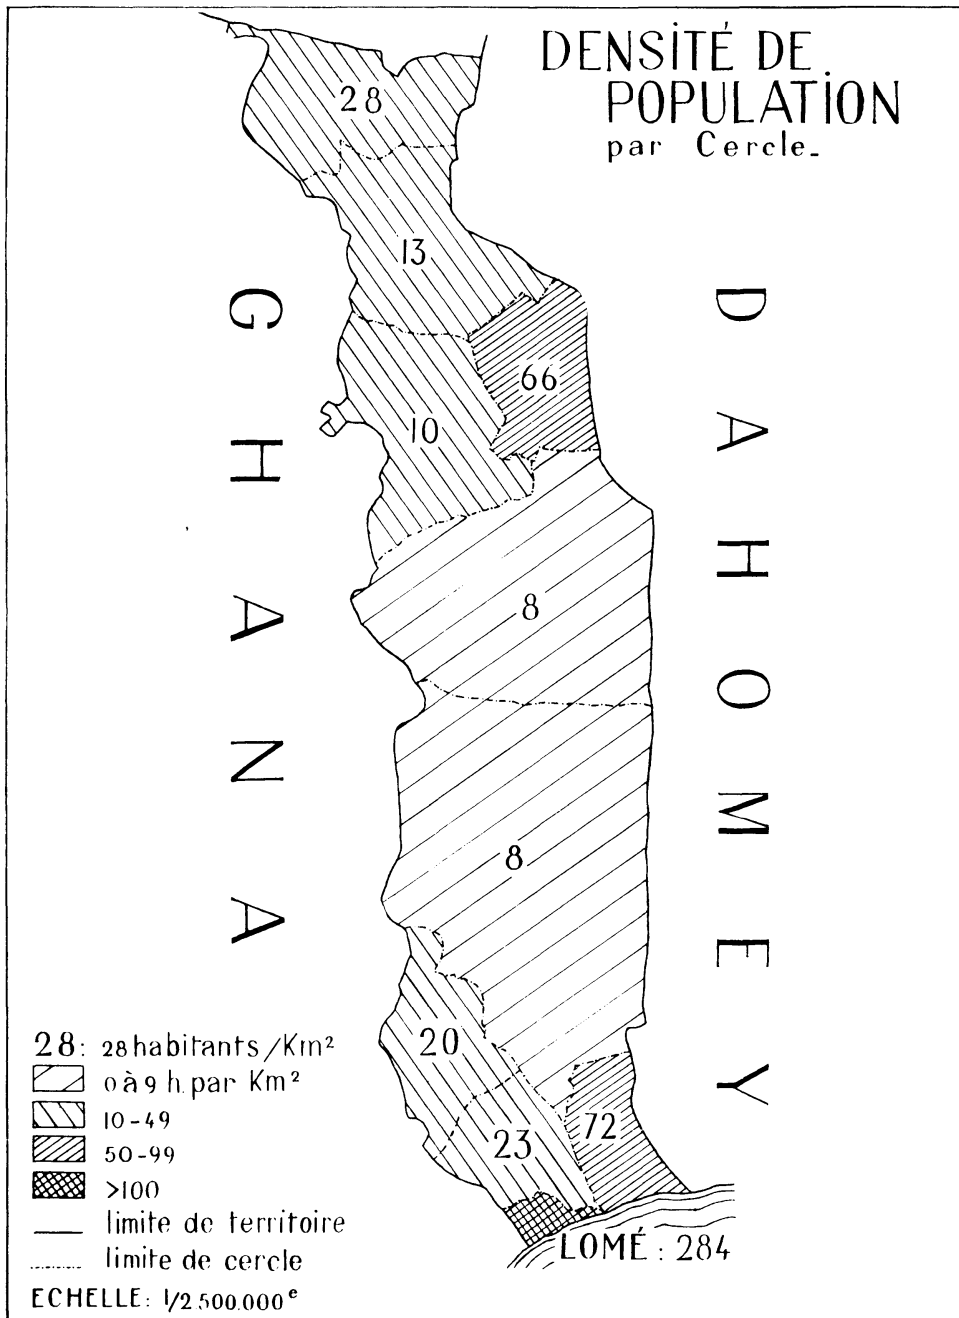 DENSITÉ DE
POPULATION
par Cercle_
28
13
66
10
8
8
20
23
72
GHANA
DAHOMEY
LOMÉ : 284
28: 28 habitants/Km²
0 à 9 h. par Km²
10-49
50-99
>100
limite de territoire
limite de cercle
ECHELLE: 1/2.500.000ᵉ